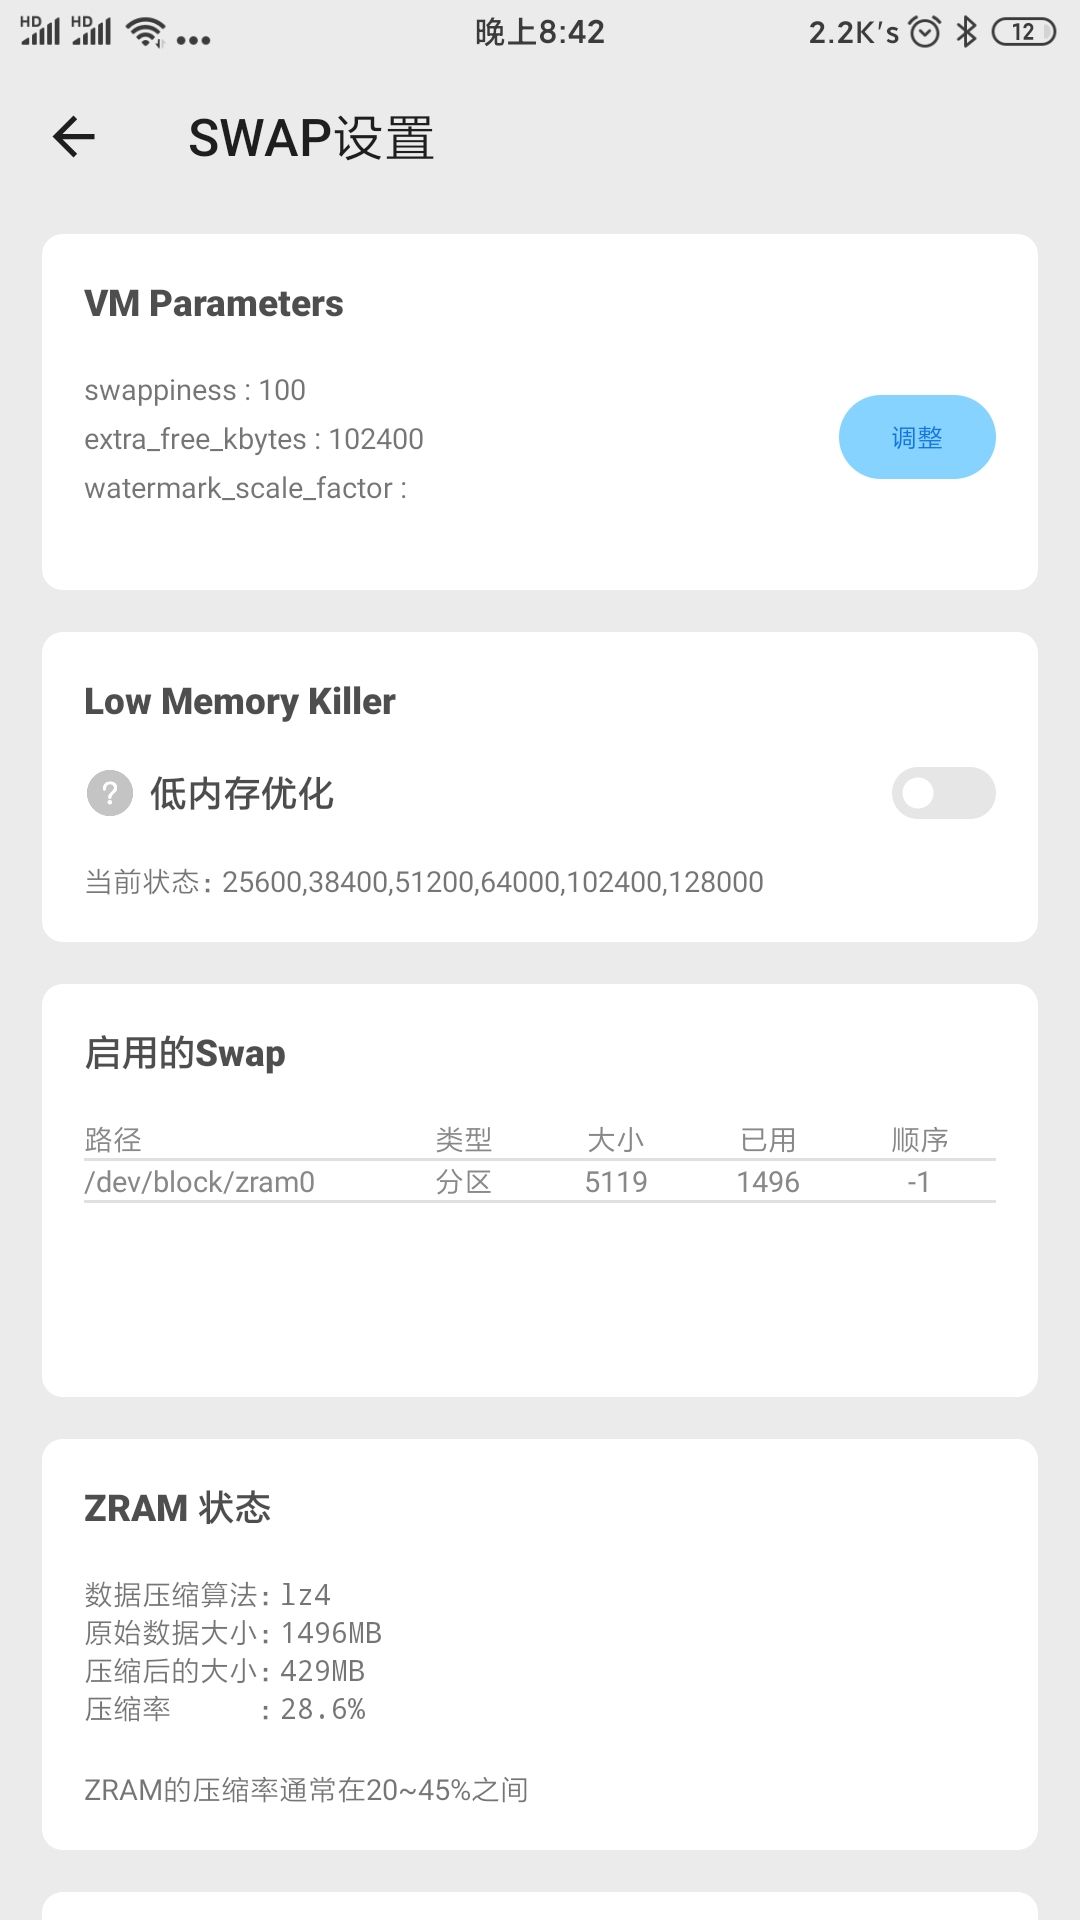 HD HD 晚上8:42 2.2K's 12
SWAP设置
VM Parameters
swappiness : 100
extra_free_kbytes : 102400
watermark_scale_factor :
调整
Low Memory Killer
? 低内存优化
当前状态: 25600,38400,51200,64000,102400,128000
启用的Swap
路径 类型 大小 已用 顺序
/dev/block/zram0 分区 5119 1496 -1
ZRAM 状态
数据压缩算法: lz4
原始数据大小: 1496MB
压缩后的大小: 429MB
压缩率 : 28.6%
ZRAM的压缩率通常在20~45%之间